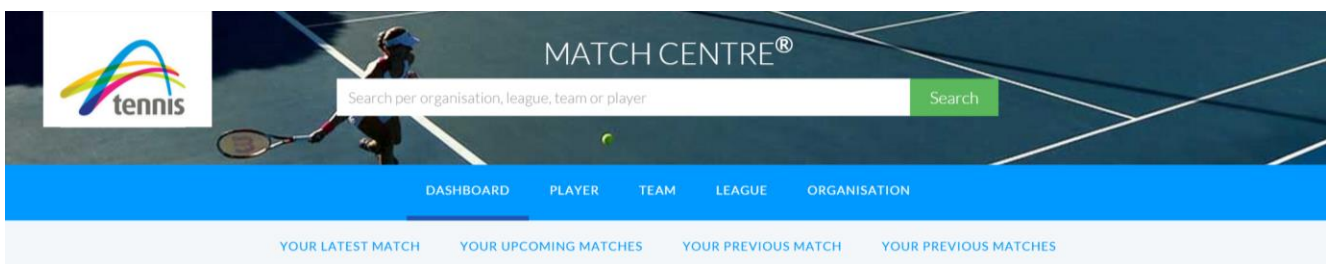 MATCH CENTRE®
tennis
Search per organisation, league, team or player Search
DASHBOARD PLAYER TEAM LEAGUE ORGANISATION
YOUR LATEST MATCH YOUR UPCOMING MATCHES YOUR PREVIOUS MATCH YOUR PREVIOUS MATCHES